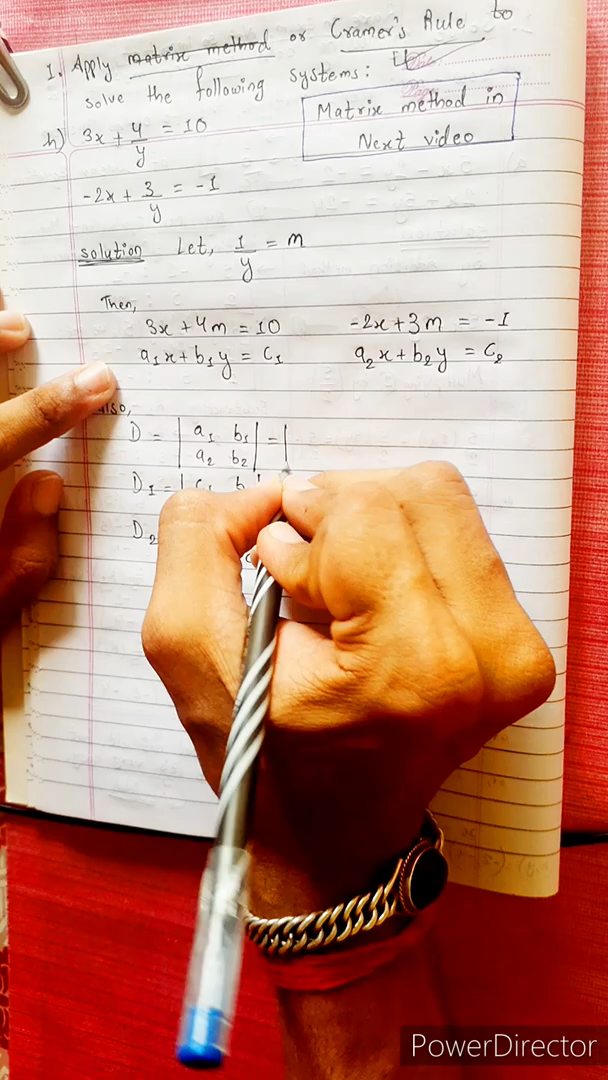 1. Apply matrix method or Cramer's Rule to
solve the following systems:
Matrix method in
Next video
h) 3x + 4/y = 10
-2x + 3/y = -1
solution Let, 1/y = m
Then,
3x + 4m = 10 -2x + 3m = -1
a₁x + b₁y = c₁ a₂x + b₂y = c₂
also,
D = | a₁ b₁ | = |
| a₂ b₂ |
D₁ = | c₁ b
D₂
PowerDirector